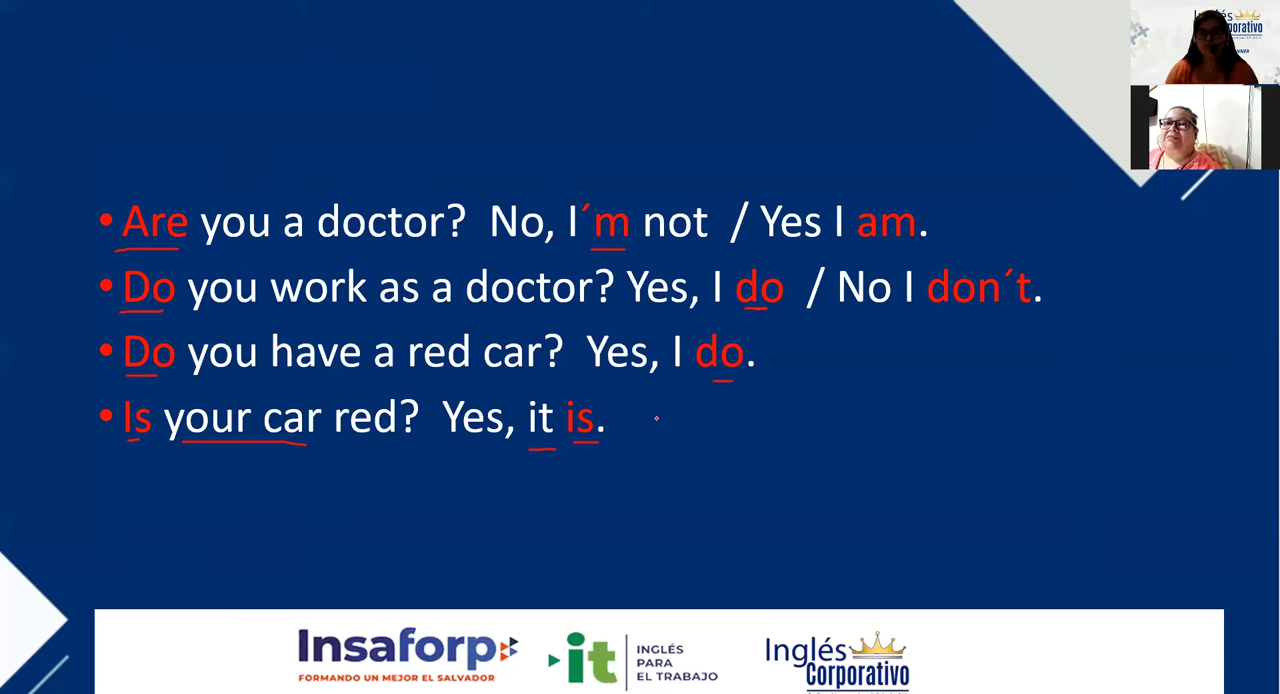 Inglés
Corporativo
• Are you a doctor?  No, I´m not  / Yes I am.
• Do you work as a doctor? Yes, I do  / No I don´t.
• Do you have a red car?  Yes, I do.
• Is your car red?  Yes, it is.
Insaforp
FORMANDO UN MEJOR EL SALVADOR
it
INGLÉS
PARA
EL TRABAJO
Inglés
Corporativo